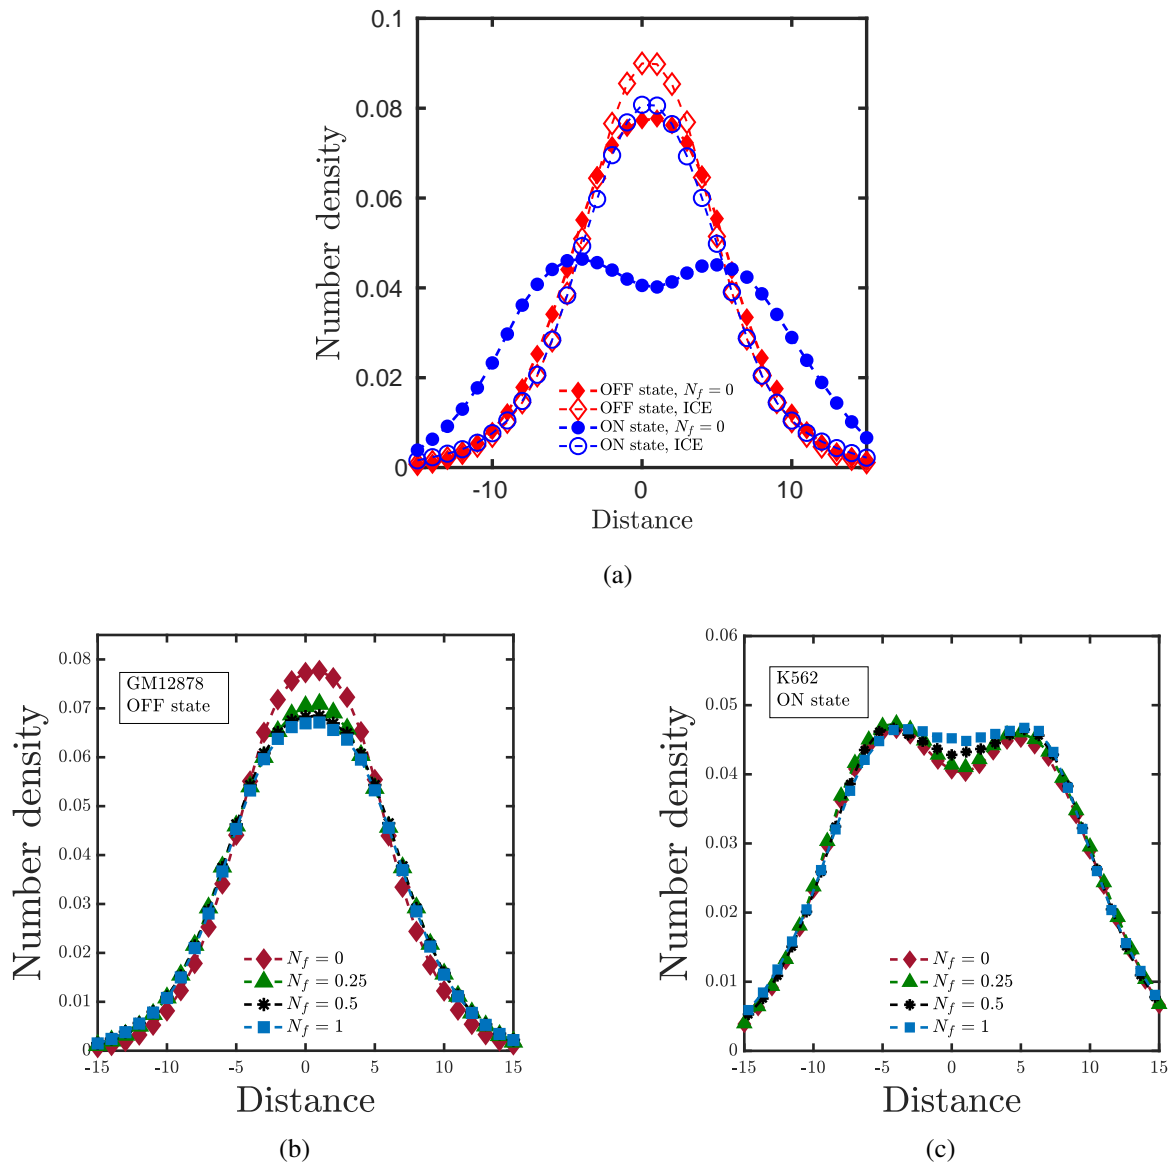 0.1
0.08
0.06
0.04
0.02
0
Number density
OFF state, N_f = 0
OFF state, ICE
ON state, N_f = 0
ON state, ICE
-10 0 10
Distance
(a)
0.08
0.07
0.06
0.05
0.04
0.03
0.02
0.01
0
Number density
GM12878
OFF state
N_f = 0
N_f = 0.25
N_f = 0.5
N_f = 1
-15 -10 -5 0 5 10 15
Distance
(b)
0.06
0.05
0.04
0.03
0.02
0.01
0
Number density
K562
ON state
N_f = 0
N_f = 0.25
N_f = 0.5
N_f = 1
-15 -10 -5 0 5 10 15
Distance
(c)